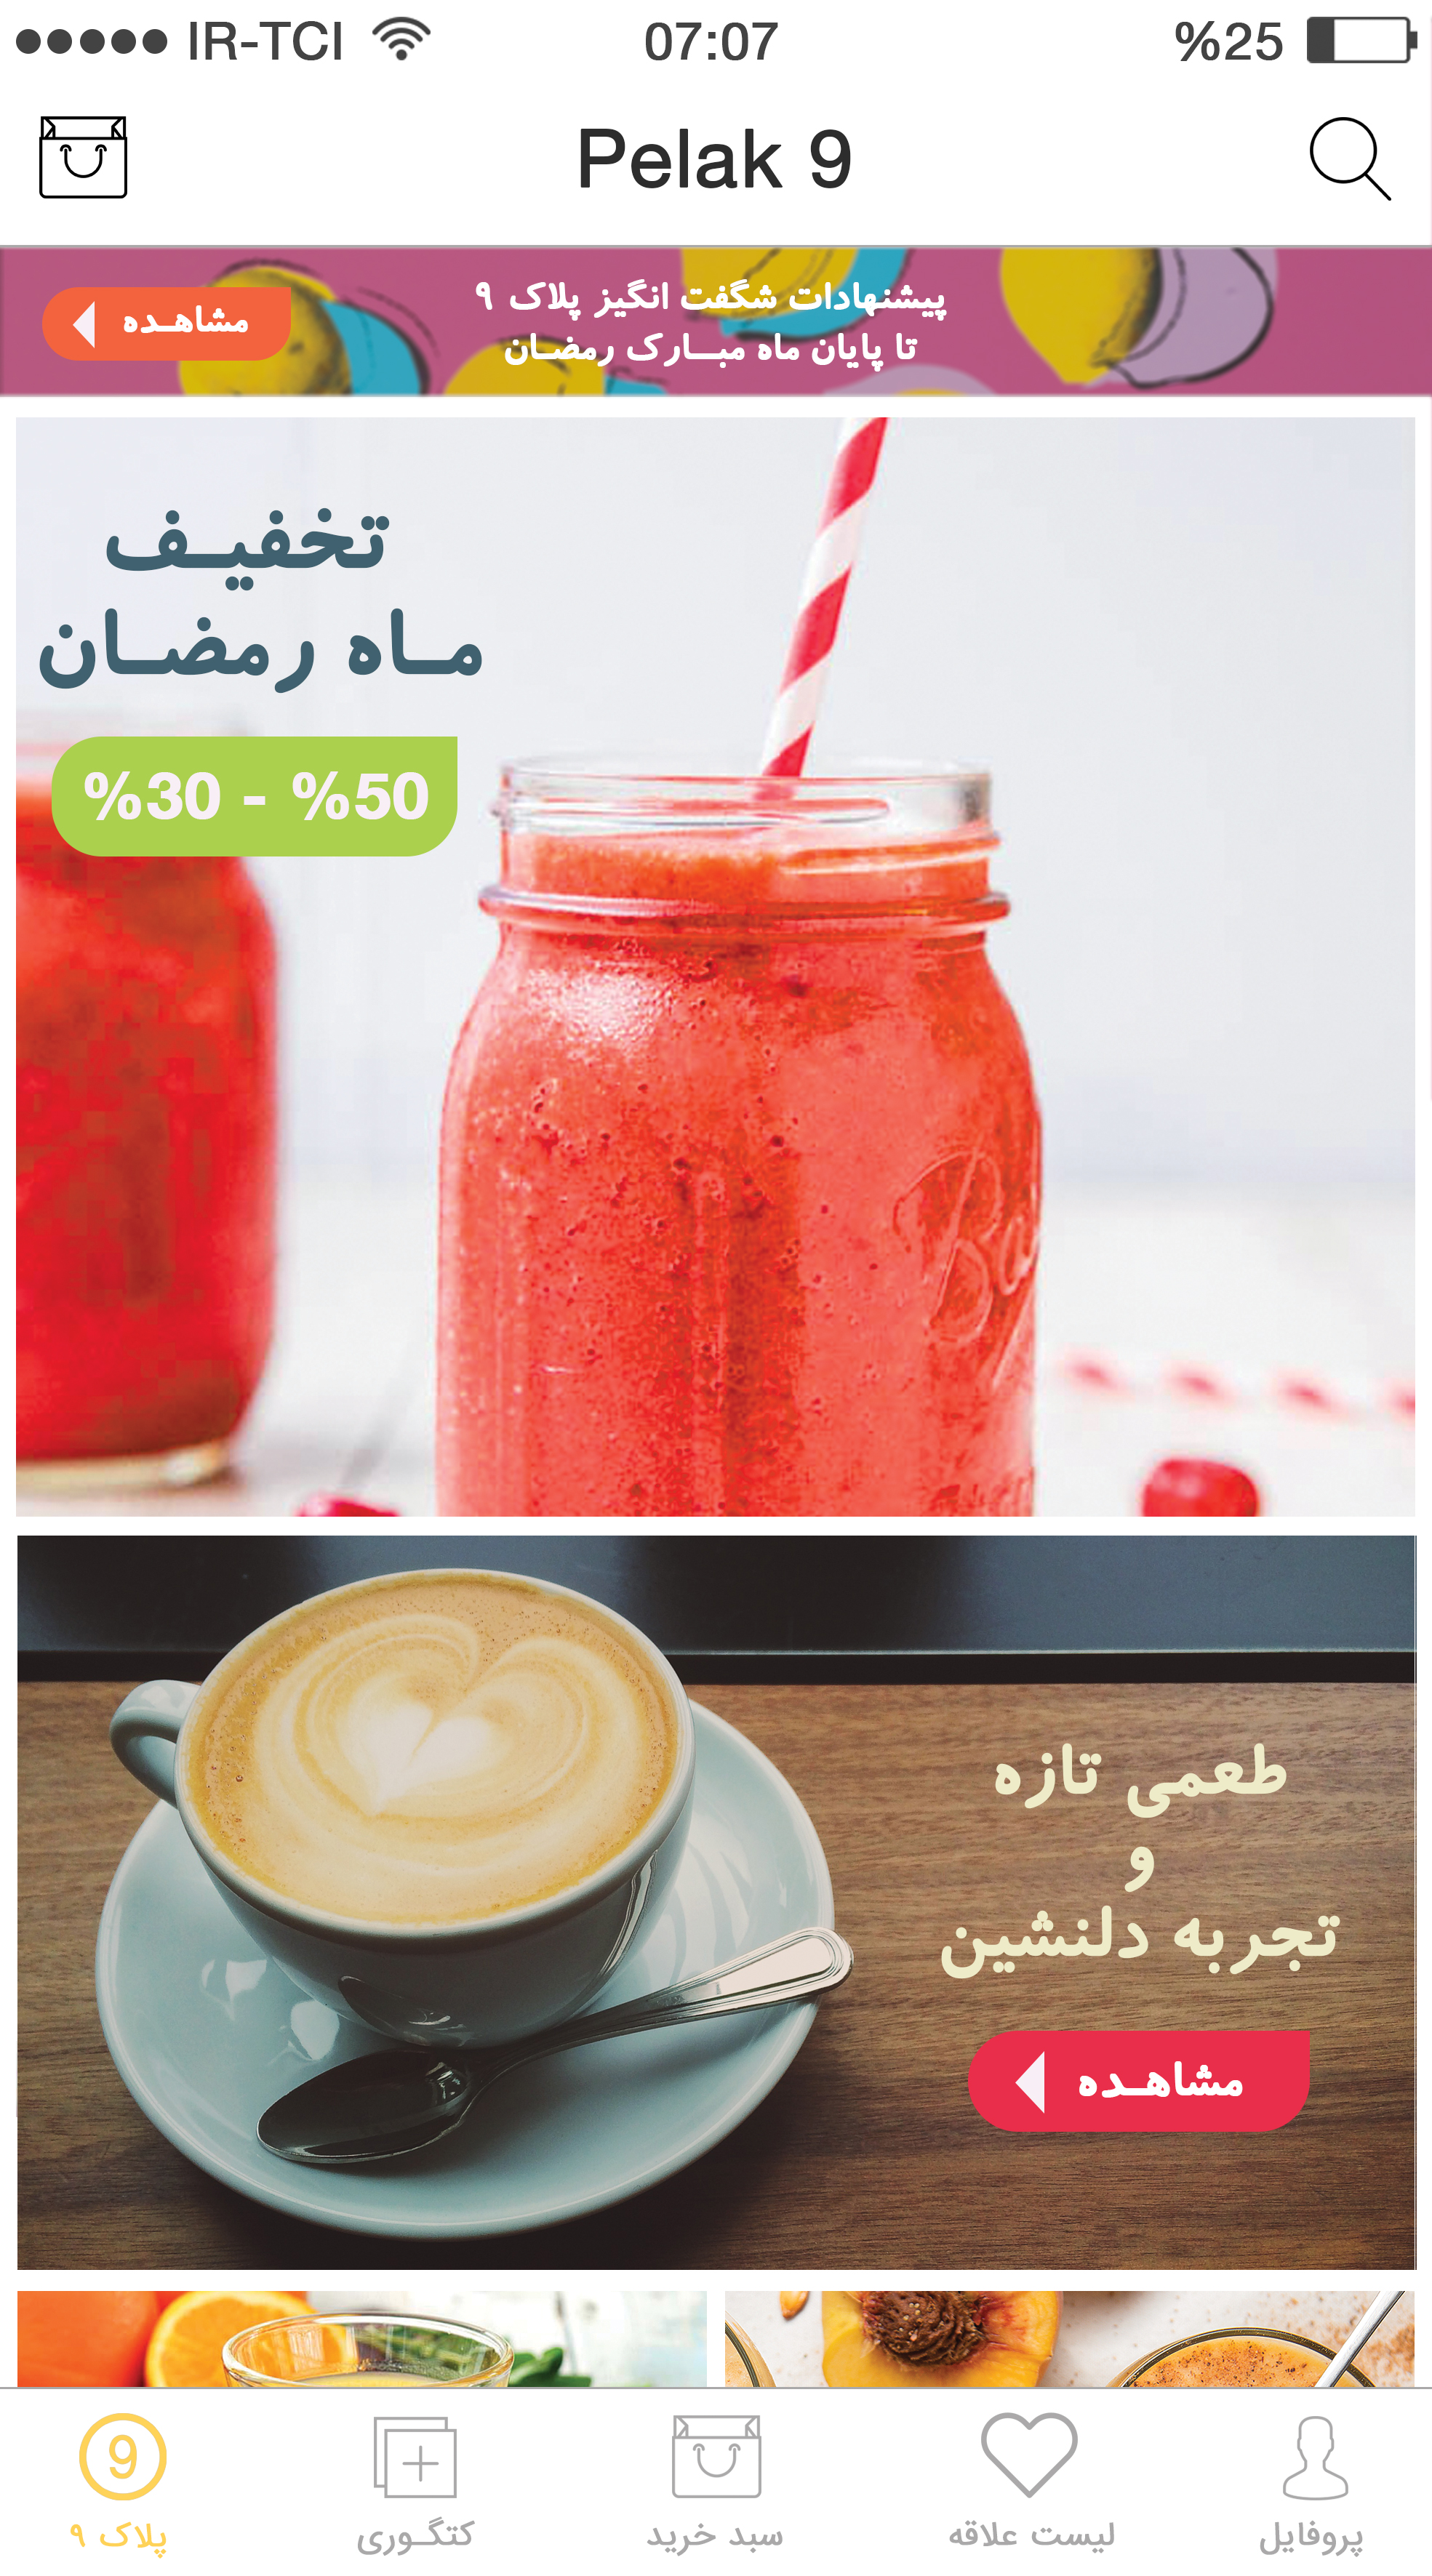 IR-TCI 07:07 %25
Pelak 9
پیشنهادات شگفت انگیز پلاک ۹
تا پایان ماه مبـــارک رمضـان
مشاهـده
تخفیـف
مـاه رمضـان
%30 - %50
طعمی تازه
و
تجربه دلنشین
مشاهـده
9
پلاک ۹
کتگـوری
سبد خرید
لیست علاقه
پروفایل